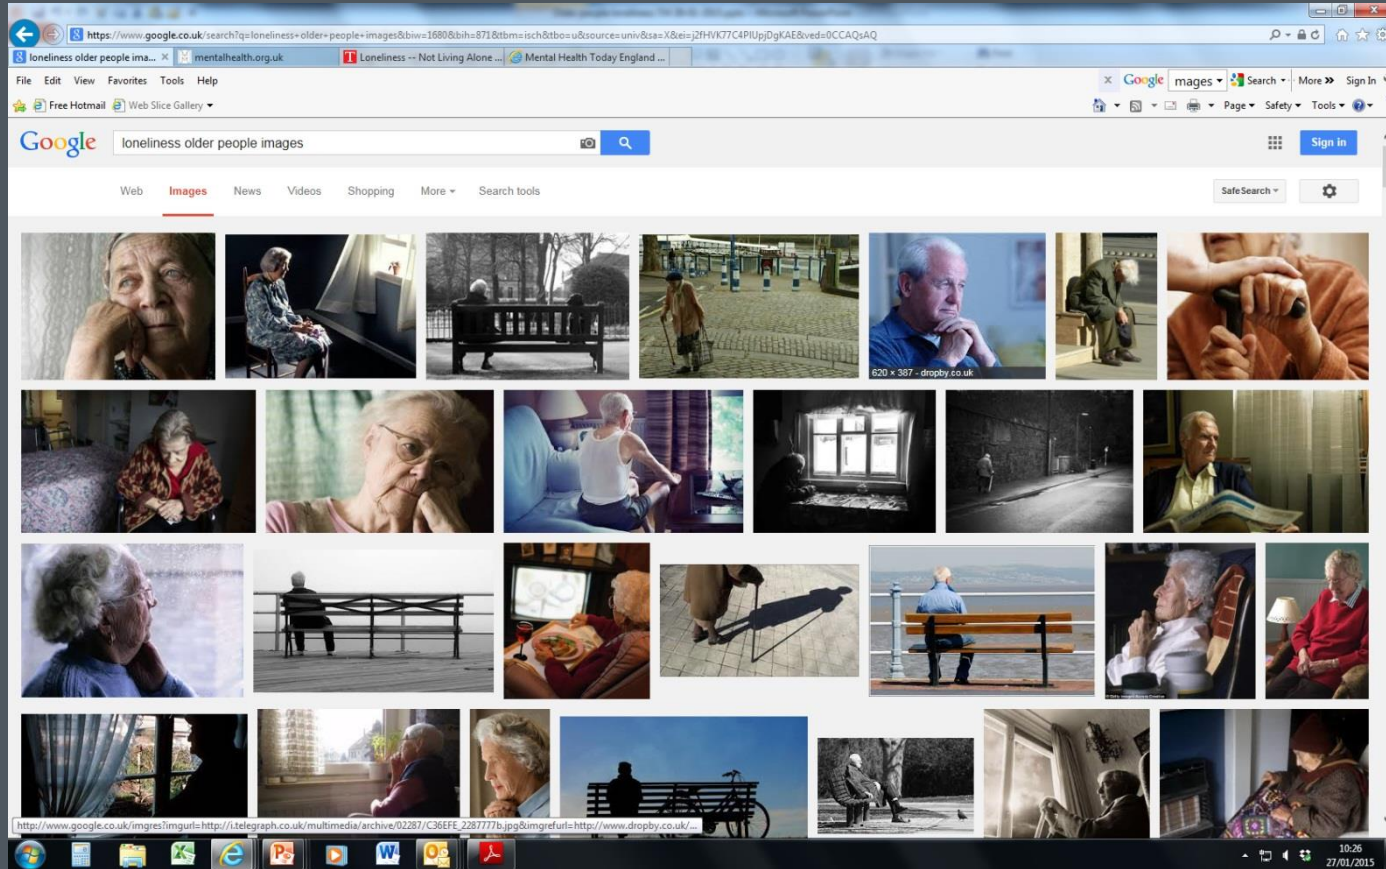 https://www.google.co.uk/search?q=loneliness+older+people+images&biw=1680&bih=871&tbm=isch&tbo=u&source=univ&sa=X&ei=j2fHVK77C4PlUpjDgKAE&ved=0CCAQsAQ
loneliness older people ima... mentalhealth.org.uk Loneliness -- Not Living Alone ... Mental Health Today England ...
File Edit View Favorites Tools Help
x Google mages Search More >> Sign In
Free Hotmail Web Slice Gallery
Page Safety Tools
Google loneliness older people images
Sign in
Web Images News Videos Shopping More Search tools
SafeSearch
620 × 387 - dropby.co.uk
http://www.google.co.uk/imgres?imgurl=http://i.telegraph.co.uk/multimedia/archive/02287/C36EFE_2287777b.jpg&imgrefurl=http://www.dropby.co.uk/...
10:26
27/01/2015